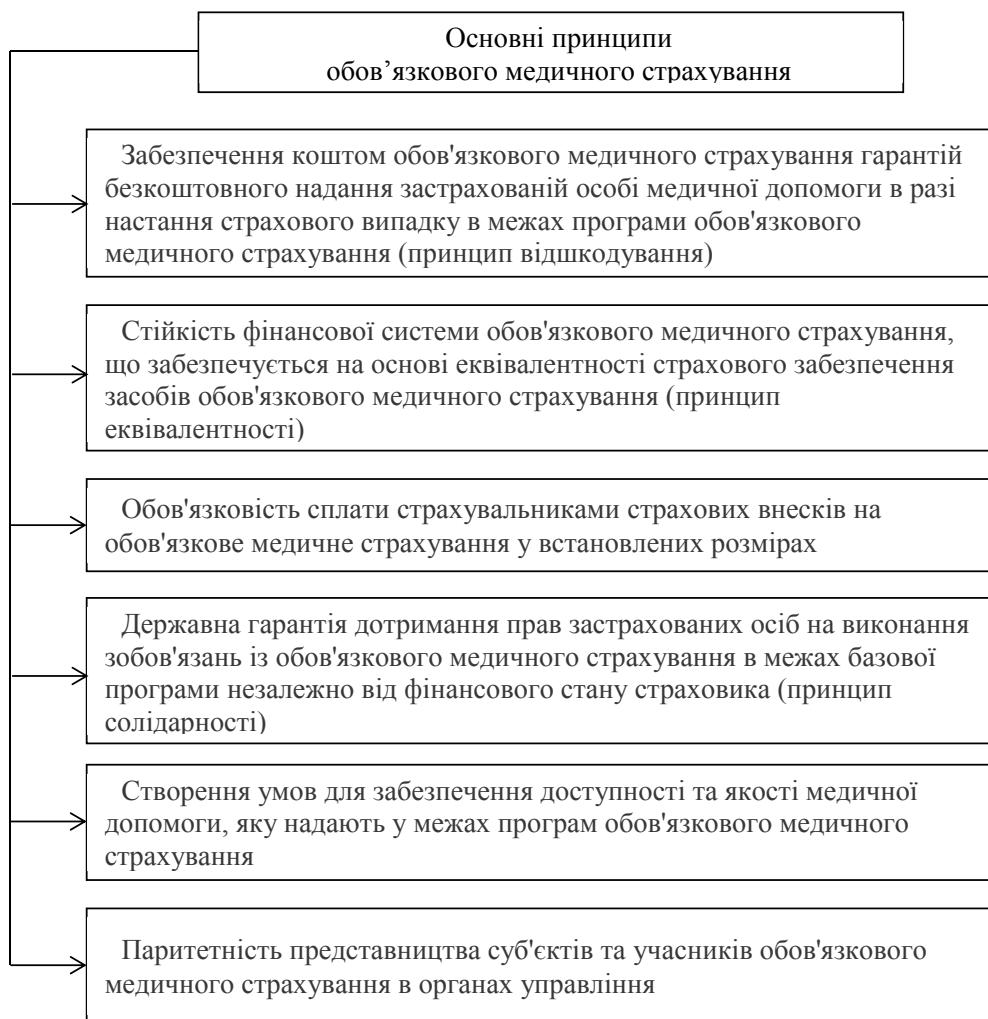 Основні принципи
обов’язкового медичного страхування
Забезпечення коштом обов'язкового медичного страхування гарантій
безкоштовного надання застрахованій особі медичної допомоги в разі
настання страхового випадку в межах програми обов'язкового
медичного страхування (принцип відшкодування)
Стійкість фінансової системи обов'язкового медичного страхування,
що забезпечується на основі еквівалентності страхового забезпечення
засобів обов'язкового медичного страхування (принцип
еквівалентності)
Обов'язковість сплати страхувальниками страхових внесків на
обов'язкове медичне страхування у встановлених розмірах
Державна гарантія дотримання прав застрахованих осіб на виконання
зобов'язань із обов'язкового медичного страхування в межах базової
програми незалежно від фінансового стану страховика (принцип
солідарності)
Створення умов для забезпечення доступності та якості медичної
допомоги, яку надають у межах програм обов'язкового медичного
страхування
Паритетність представництва суб'єктів та учасників обов'язкового
медичного страхування в органах управління